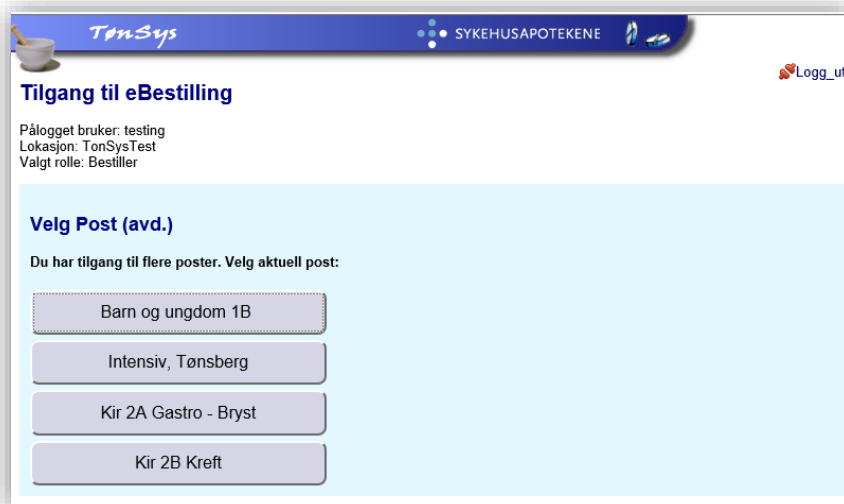 TønSys
SYKEHUSAPOTEKENE
Logg_ut
Tilgang til eBestilling
Pålogget bruker: testing
Lokasjon: TonSysTest
Valgt rolle: Bestiller
Velg Post (avd.)
Du har tilgang til flere poster. Velg aktuell post:
Barn og ungdom 1B
Intensiv, Tønsberg
Kir 2A Gastro - Bryst
Kir 2B Kreft